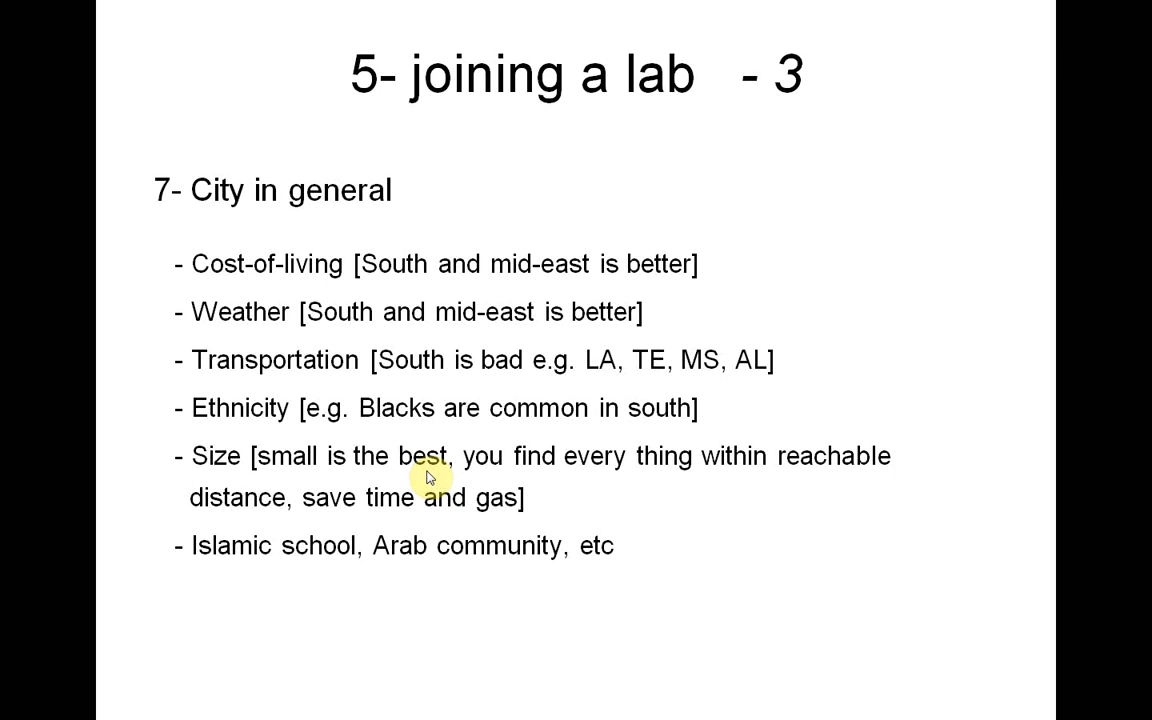 5- joining a lab - 3
7- City in general
- Cost-of-living [South and mid-east is better]
- Weather [South and mid-east is better]
- Transportation [South is bad e.g. LA, TE, MS, AL]
- Ethnicity [e.g. Blacks are common in south]
- Size [small is the best, you find every thing within reachable
distance, save time and gas]
- Islamic school, Arab community, etc